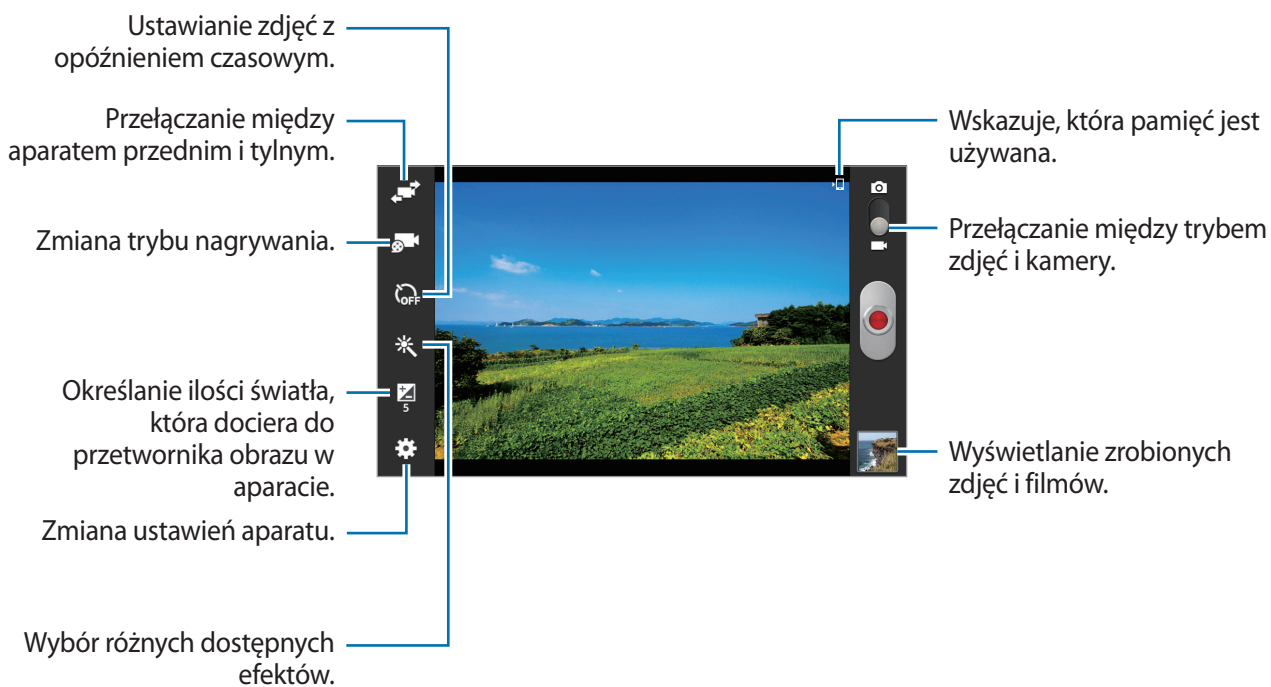 Ustawianie zdjęć z
opóźnieniem czasowym.
Przełączanie między
aparatem przednim i tylnym.
Zmiana trybu nagrywania.
Określanie ilości światła,
która dociera do
przetwornika obrazu w
aparacie.
Zmiana ustawień aparatu.
Wybór różnych dostępnych
efektów.
OFF
5
Wskazuje, która pamięć jest
używana.
Przełączanie między trybem
zdjęć i kamery.
Wyświetlanie zrobionych
zdjęć i filmów.